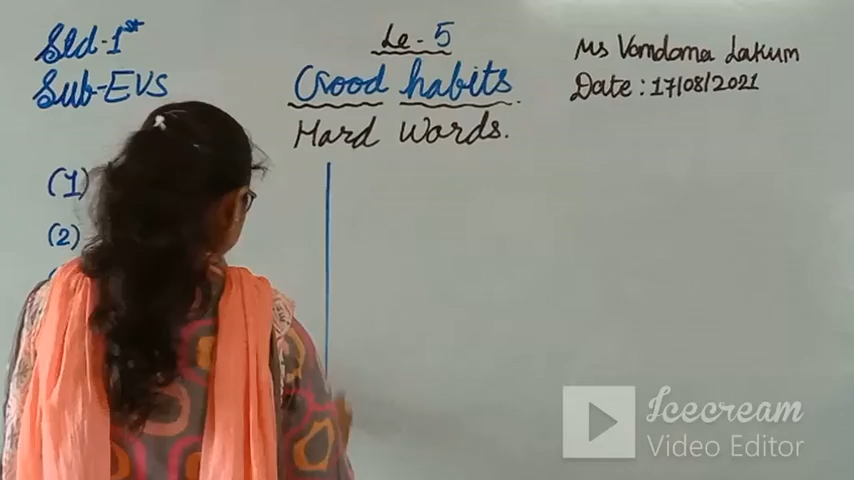 Std-1st
Sub-EVS
Le-5
Good habits.
Hard Words.
Ms Vandana Lakum
Date: 17/08/2021
(1)
(2)
Icecream
Video Editor